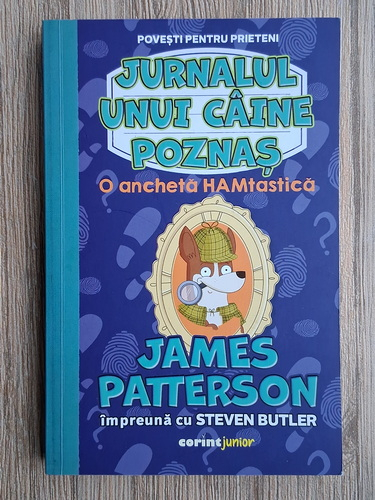 POVEȘTI PENTRU PRIETENI
JURNALUL
UNUI CÂINE
POZNAȘ
O anchetă HAMtastică
JAMES
PATTERSON
împreună cu STEVEN BUTLER
corint junior